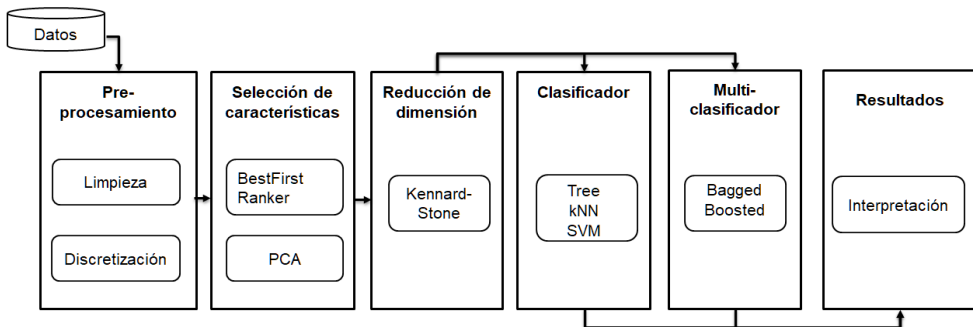 Datos
Pre-
procesamiento
Limpieza
Discretización
Selección de
características
BestFirst
Ranker
PCA
Reducción de
dimensión
Kennard-
Stone
Clasificador
Tree
kNN
SVM
Multi-
clasificador
Bagged
Boosted
Resultados
Interpretación